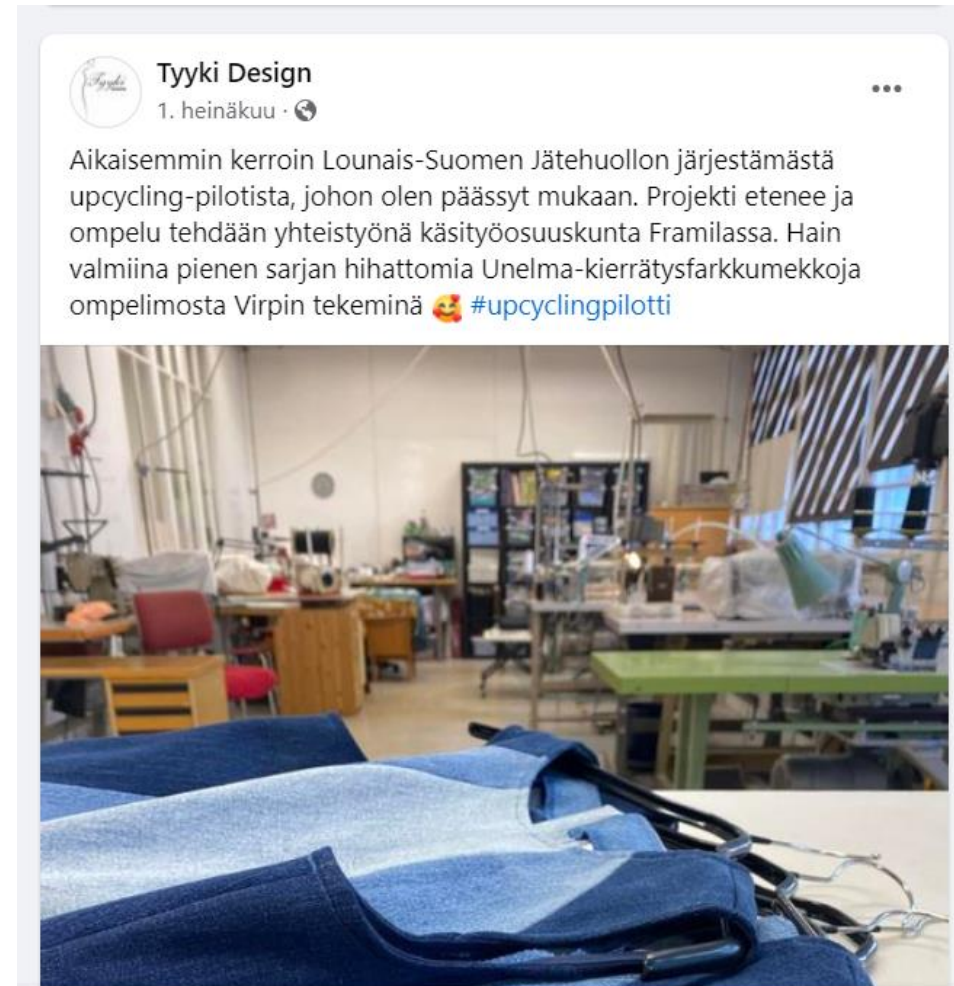 Tyyki Design
1. heinäkuu ·
Aikaisemmin kerroin Lounais-Suomen Jätehuollon järjestämästä
upcycling-pilotista, johon olen päässyt mukaan. Projekti etenee ja
ompelu tehdään yhteistyönä käsityöosuuskunta Framilassa. Hain
valmiina pienen sarjan hihattomia Unelma-kierrätysfarkkumekkoja
ompelimosta Virpin tekeminä 🥰 #upcyclingpilotti